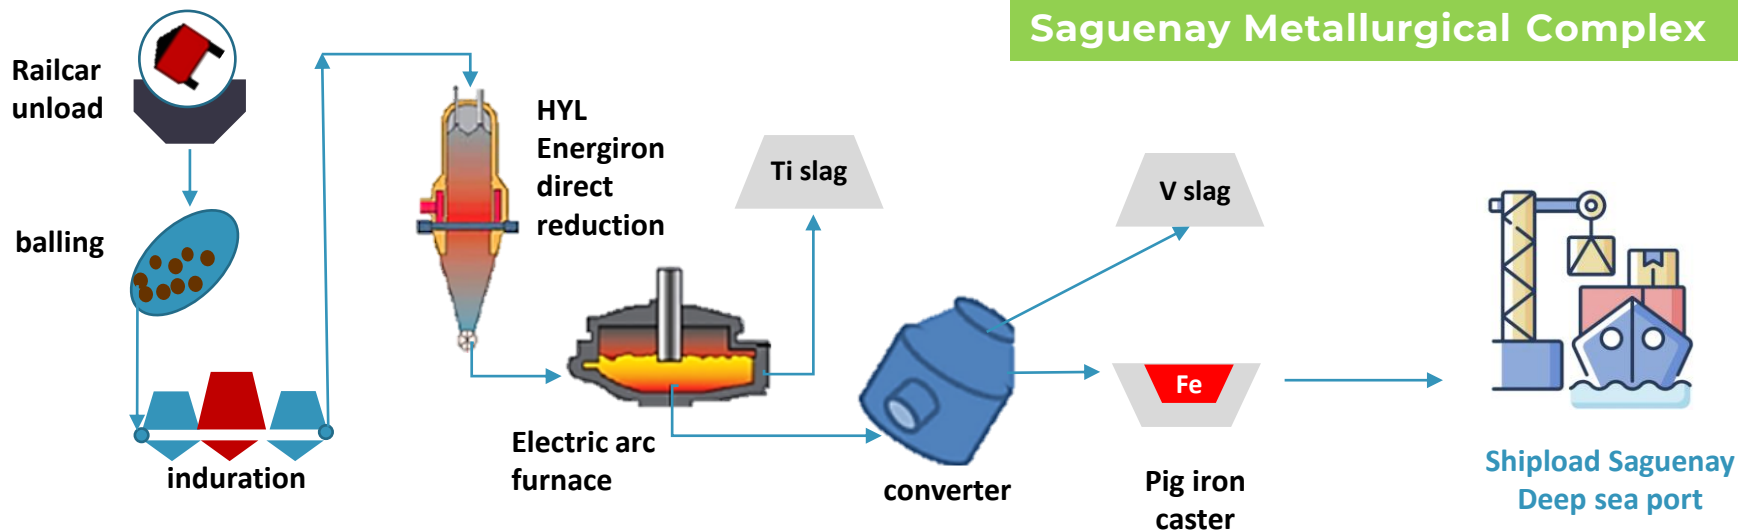 Saguenay Metallurgical Complex
Railcar
unload
balling
induration
HYL
Energiron
direct
reduction
Electric arc
furnace
Ti slag
converter
V slag
Fe
Pig iron
caster
Shipload Saguenay
Deep sea port